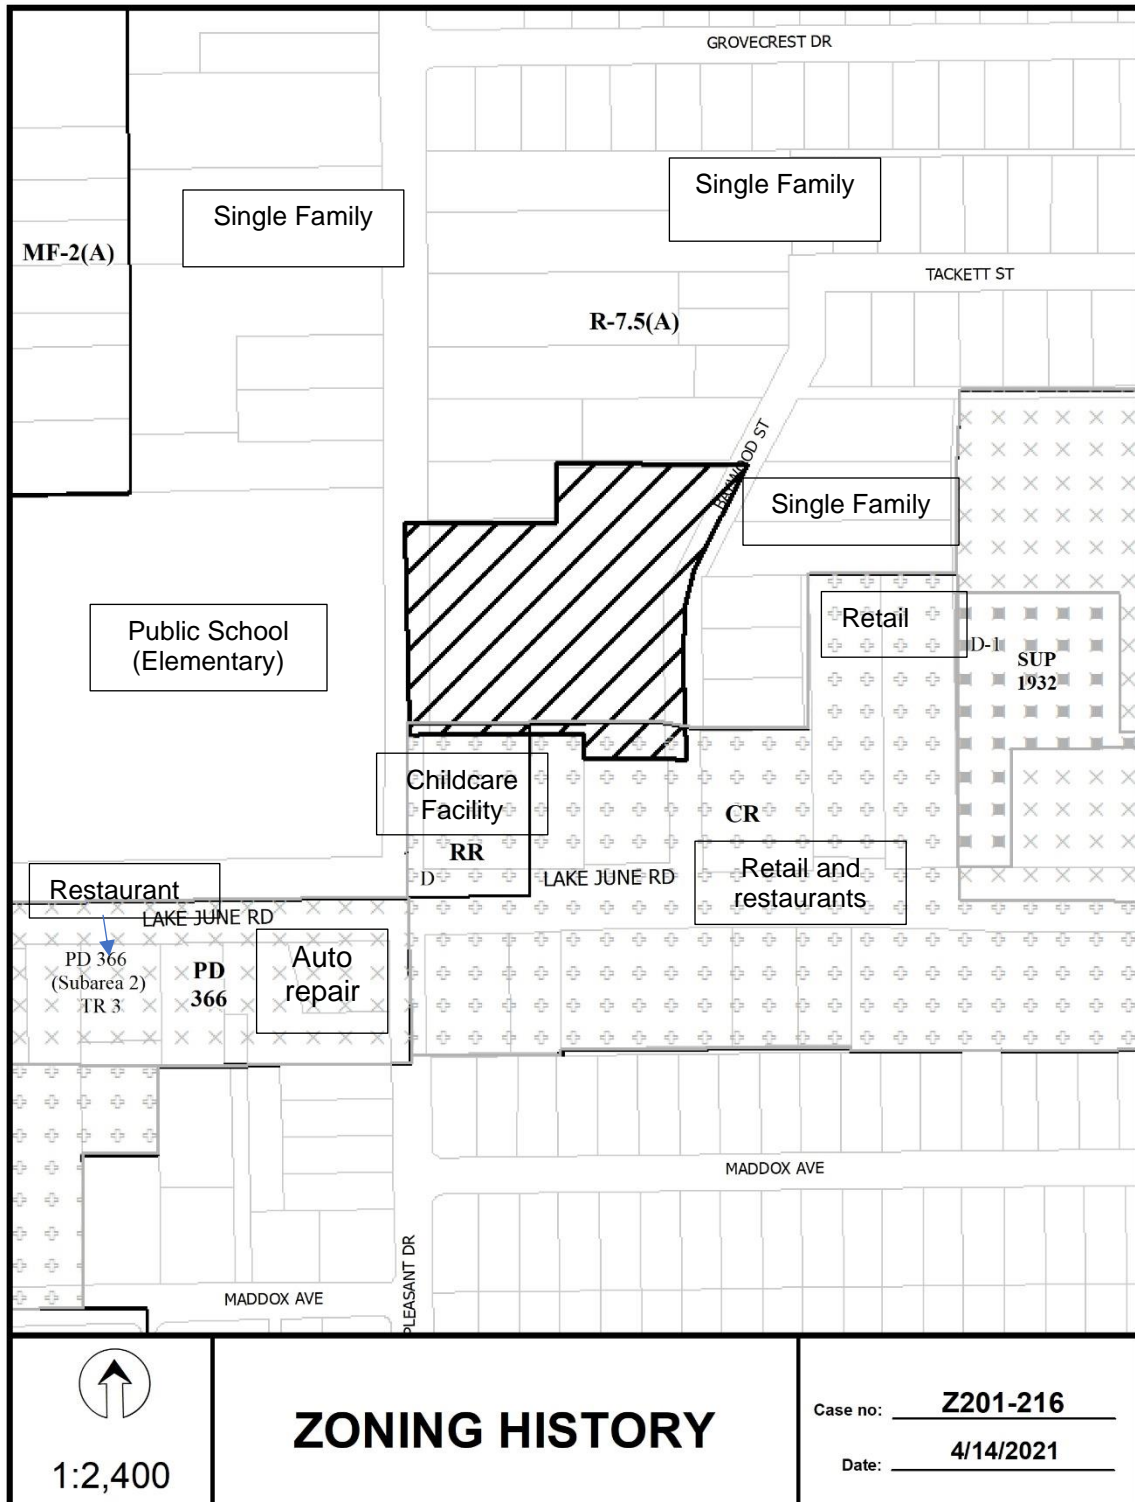 GROVECREST DR
Single Family
Single Family
MF-2(A)
TACKETT ST
R-7.5(A)
BAYWOOD ST
Single Family
Public School
(Elementary)
Retail
D-1
SUP
1932
Childcare
Facility
CR
RR
D
LAKE JUNE RD
Retail and
restaurants
Restaurant
LAKE JUNE RD
PD 366
(Subarea 2)
TR 3
PD
366
Auto
repair
MADDOX AVE
PLEASANT DR
MADDOX AVE
1:2,400
ZONING HISTORY
Case no: Z201-216
Date: 4/14/2021